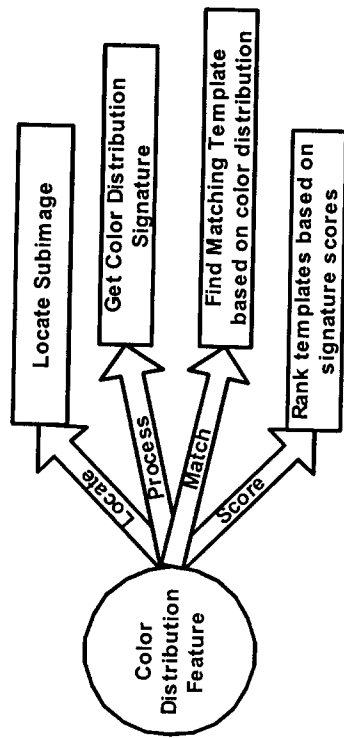 Color
Distribution
Feature
Locate
Process
Match
Score
Locate Subimage
Get Color Distribution
Signature
Find Matching Template
based on color distribution
Rank templates based on
signature scores